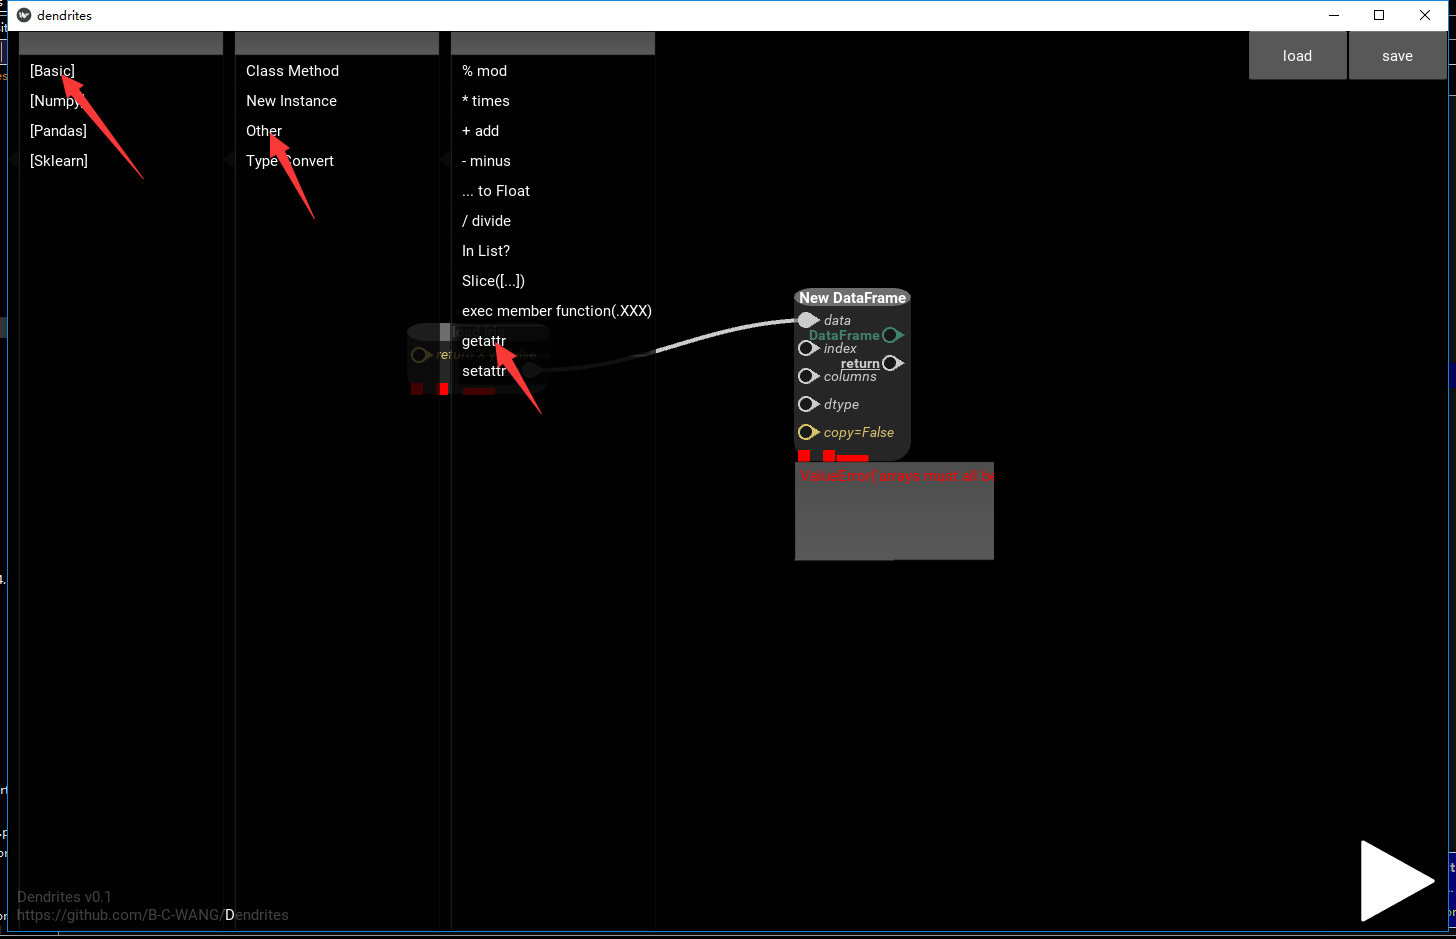 dendrites
load
save
[Basic]
[Numpy]
[Pandas]
[Sklearn]
Class Method
New Instance
Other
Type Convert
% mod
* times
+ add
- minus
... to Float
/ divide
In List?
Slice([...])
exec member function(.XXX)
getattr
setattr
New DataFrame
data
DataFrame
index
return
columns
dtype
copy=False
ValueError('arrays must all be
Dendrites v0.1
https://github.com/B-C-WANG/Dendrites